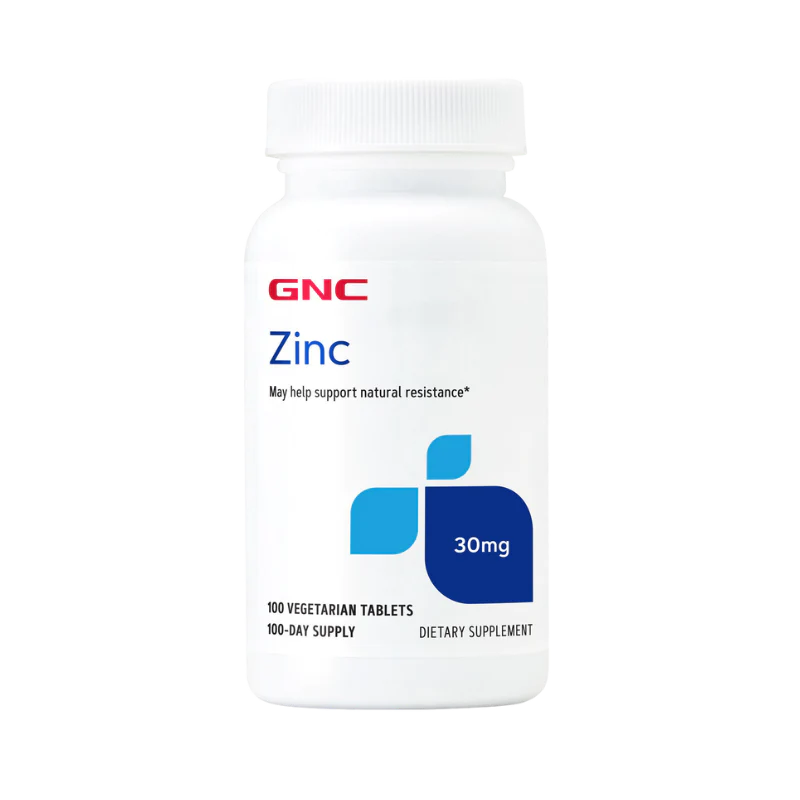 GNC
Zinc
May help support natural resistance*
30mg
100 VEGETARIAN TABLETS
100-DAY SUPPLY
DIETARY SUPPLEMENT